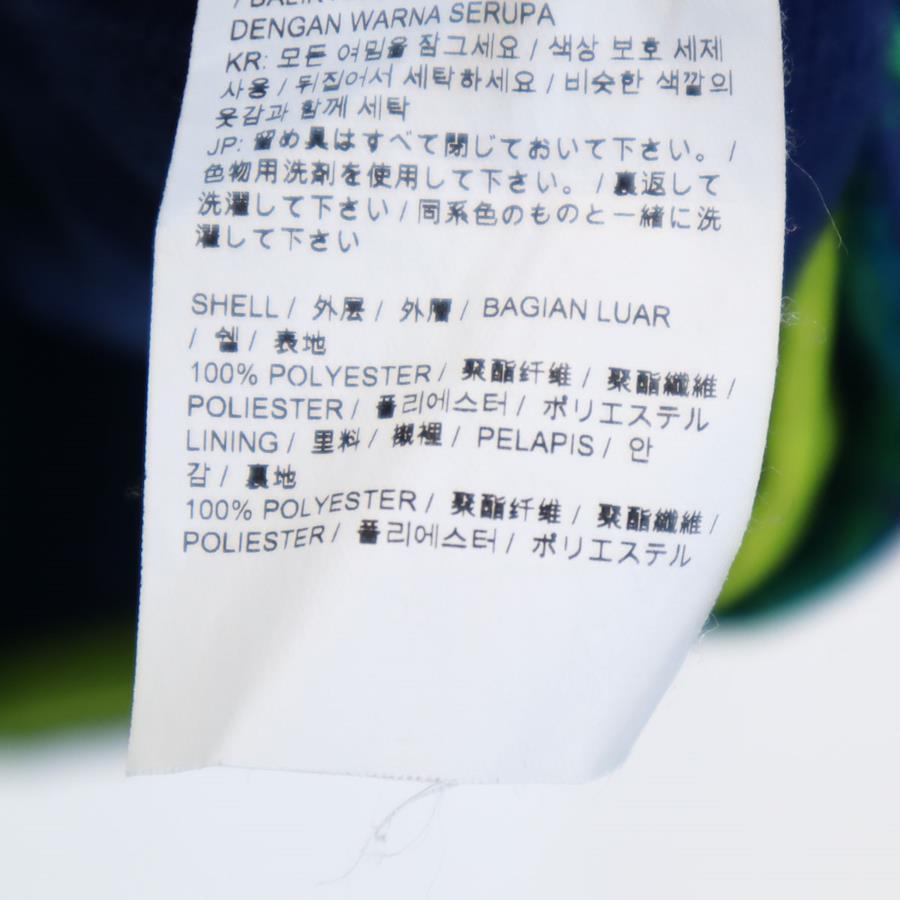 DENGAN WARNA SERUPA
KR: 모든 여밈을 잠그세요 / 색상 보호 세제
사용 / 뒤집어서 세탁하세요 / 비슷한 색깔의
옷감과 함께 세탁
JP: 留め具はすべて閉じておいて下さい。 /
色物用洗剤を使用して下さい。 / 裏返して
洗濯して下さい / 同系色のものと一緒に洗
濯して下さい
SHELL / 外层 / 外層 / BAGIAN LUAR
/ 쉘 / 表地
100% POLYESTER / 聚酯纤维 / 聚酯纖維 /
POLIESTER / 폴리에스터 / ポリエステル
LINING / 里料 / 襯裡 / PELAPIS / 안
감 / 裏地
100% POLYESTER / 聚酯纤维 / 聚酯纖維 /
POLIESTER / 폴리에스터 / ポリエステル